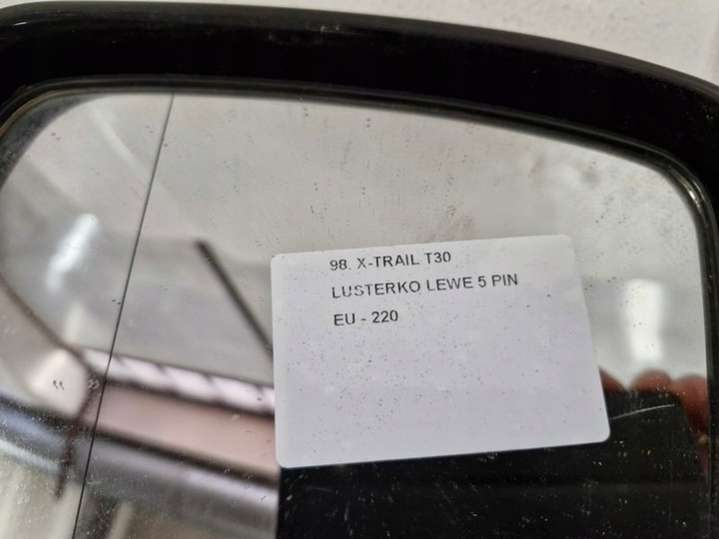 98. X-TRAIL T30
LUSTERKO LEWE 5 PIN
EU - 220